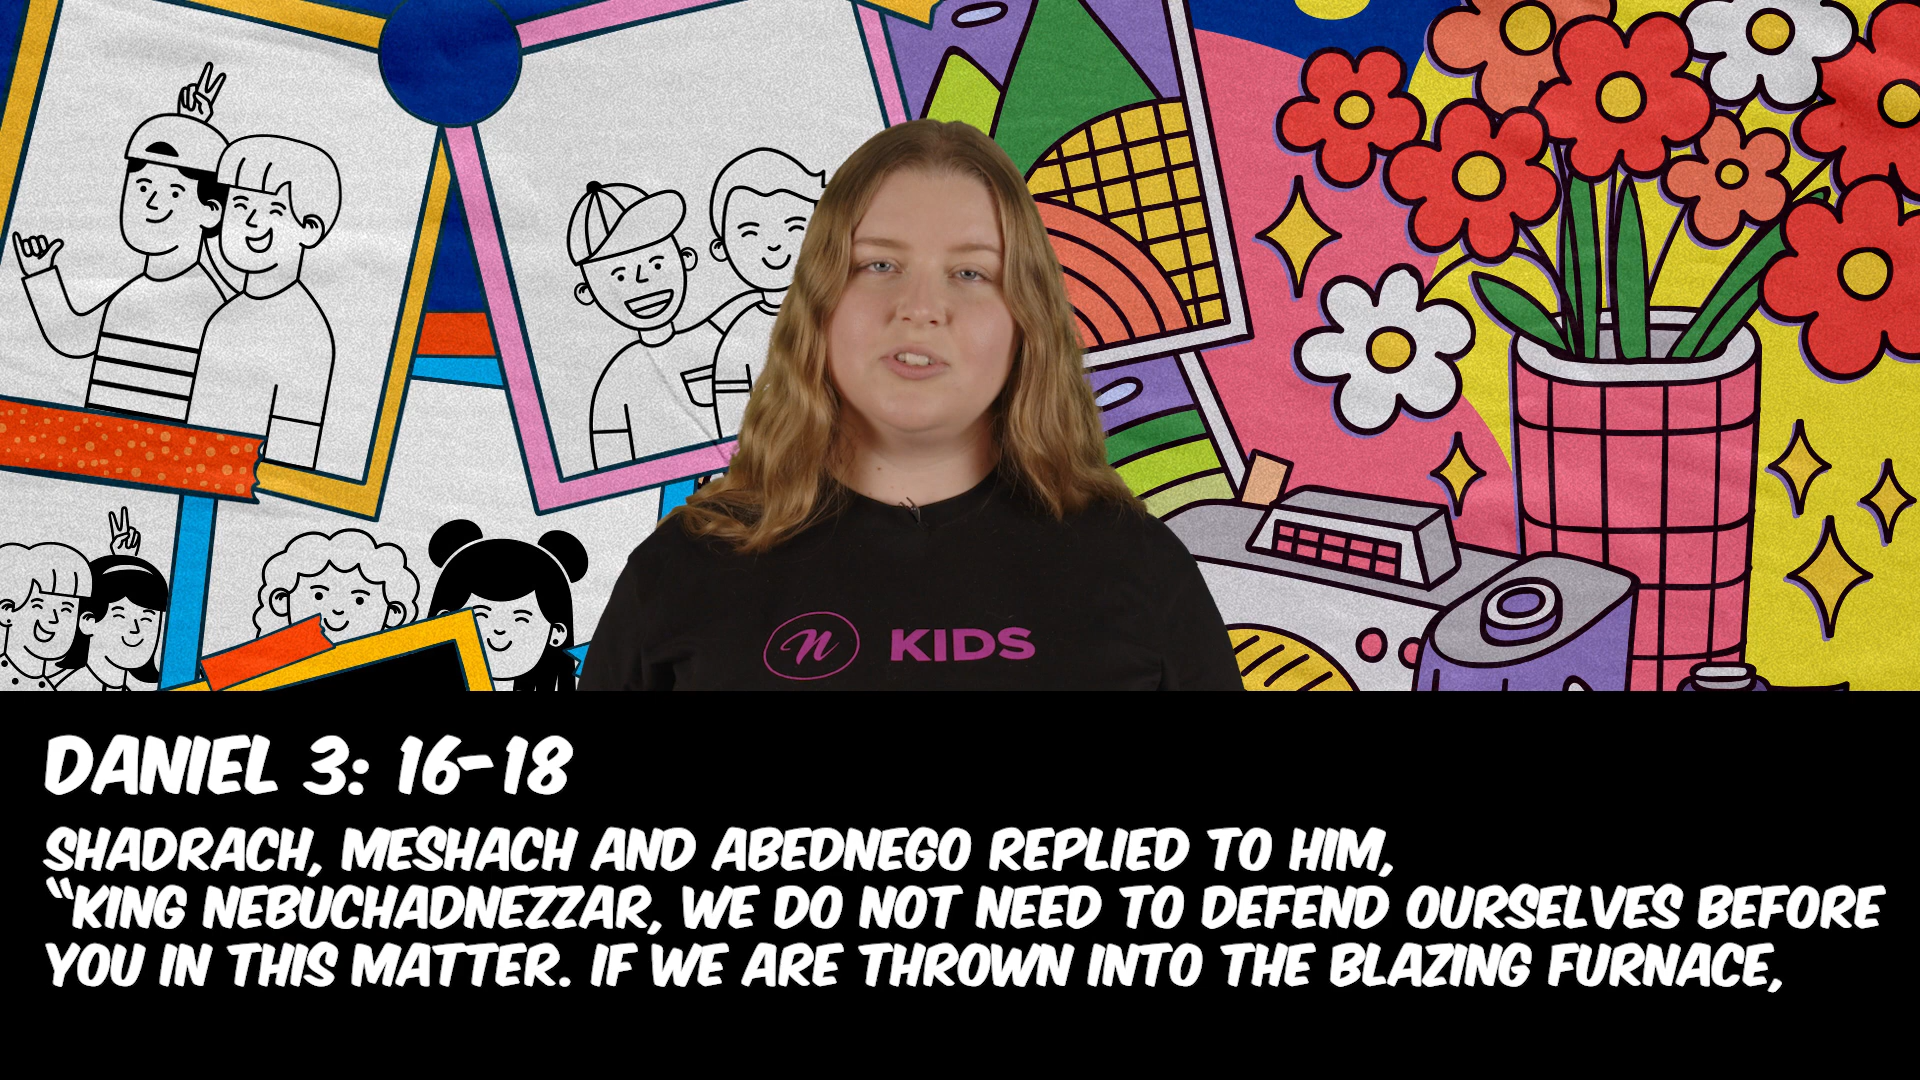 n KIDS
DANIEL 3: 16-18
SHADRACH, MESHACH AND ABEDNEGO REPLIED TO HIM,
“KING NEBUCHADNEZZAR, WE DO NOT NEED TO DEFEND OURSELVES BEFORE
YOU IN THIS MATTER. IF WE ARE THROWN INTO THE BLAZING FURNACE,